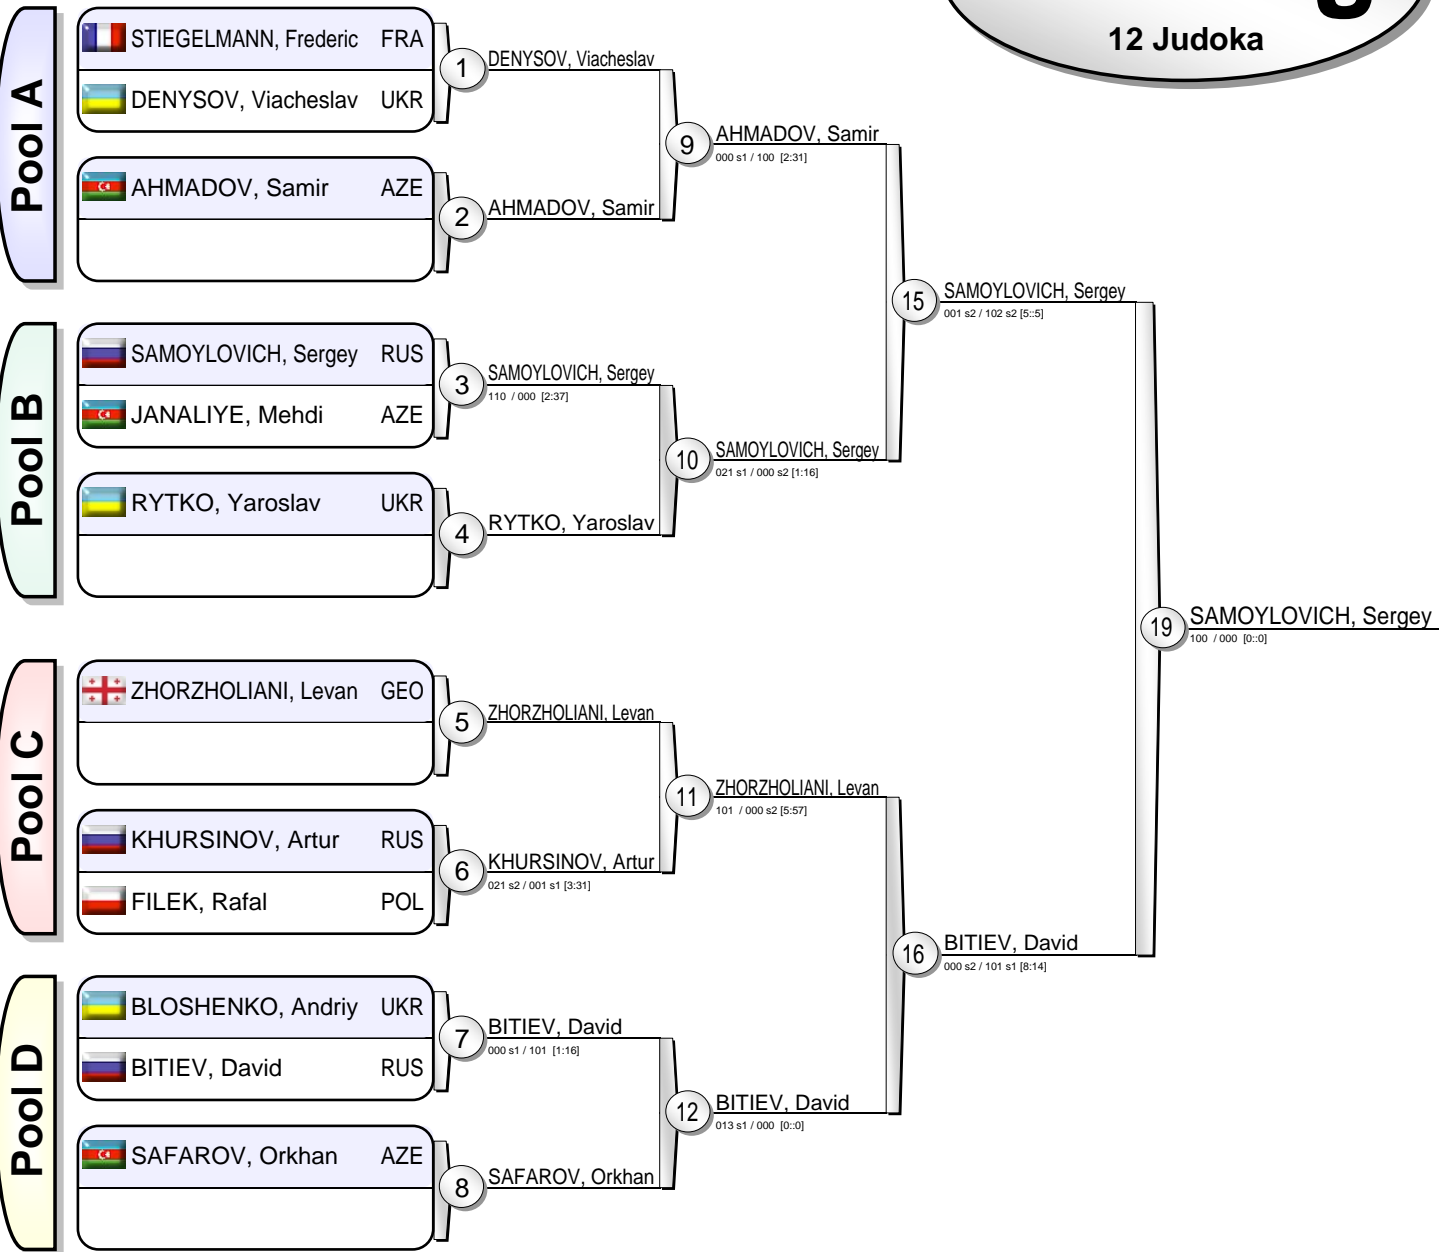 12 Judoka
Pool A
STIEGELMANN, Frederic FRA
DENYSOV, Viacheslav UKR
1
DENYSOV, Viacheslav
AHMADOV, Samir AZE
2
AHMADOV, Samir
9
AHMADOV, Samir
000 s1 / 100 [2:31]
Pool B
SAMOYLOVICH, Sergey RUS
JANALIYE, Mehdi AZE
3
SAMOYLOVICH, Sergey
110 / 000 [2:37]
RYTKO, Yaroslav UKR
4
RYTKO, Yaroslav
10
SAMOYLOVICH, Sergey
021 s1 / 000 s2 [1:16]
15
SAMOYLOVICH, Sergey
001 s2 / 102 s2 [5::5]
Pool C
ZHORZHOLIANI, Levan GEO
5
ZHORZHOLIANI, Levan
KHURSINOV, Artur RUS
FILEK, Rafal POL
6
KHURSINOV, Artur
021 s2 / 001 s1 [3:31]
11
ZHORZHOLIANI, Levan
101 / 000 s2 [5:57]
Pool D
BLOSHENKO, Andriy UKR
BITIEV, David RUS
7
BITIEV, David
000 s1 / 101 [1:16]
SAFAROV, Orkhan AZE
8
SAFAROV, Orkhan
12
BITIEV, David
013 s1 / 000 [0::0]
16
BITIEV, David
000 s2 / 101 s1 [8:14]
19
SAMOYLOVICH, Sergey
100 / 000 [0::0]